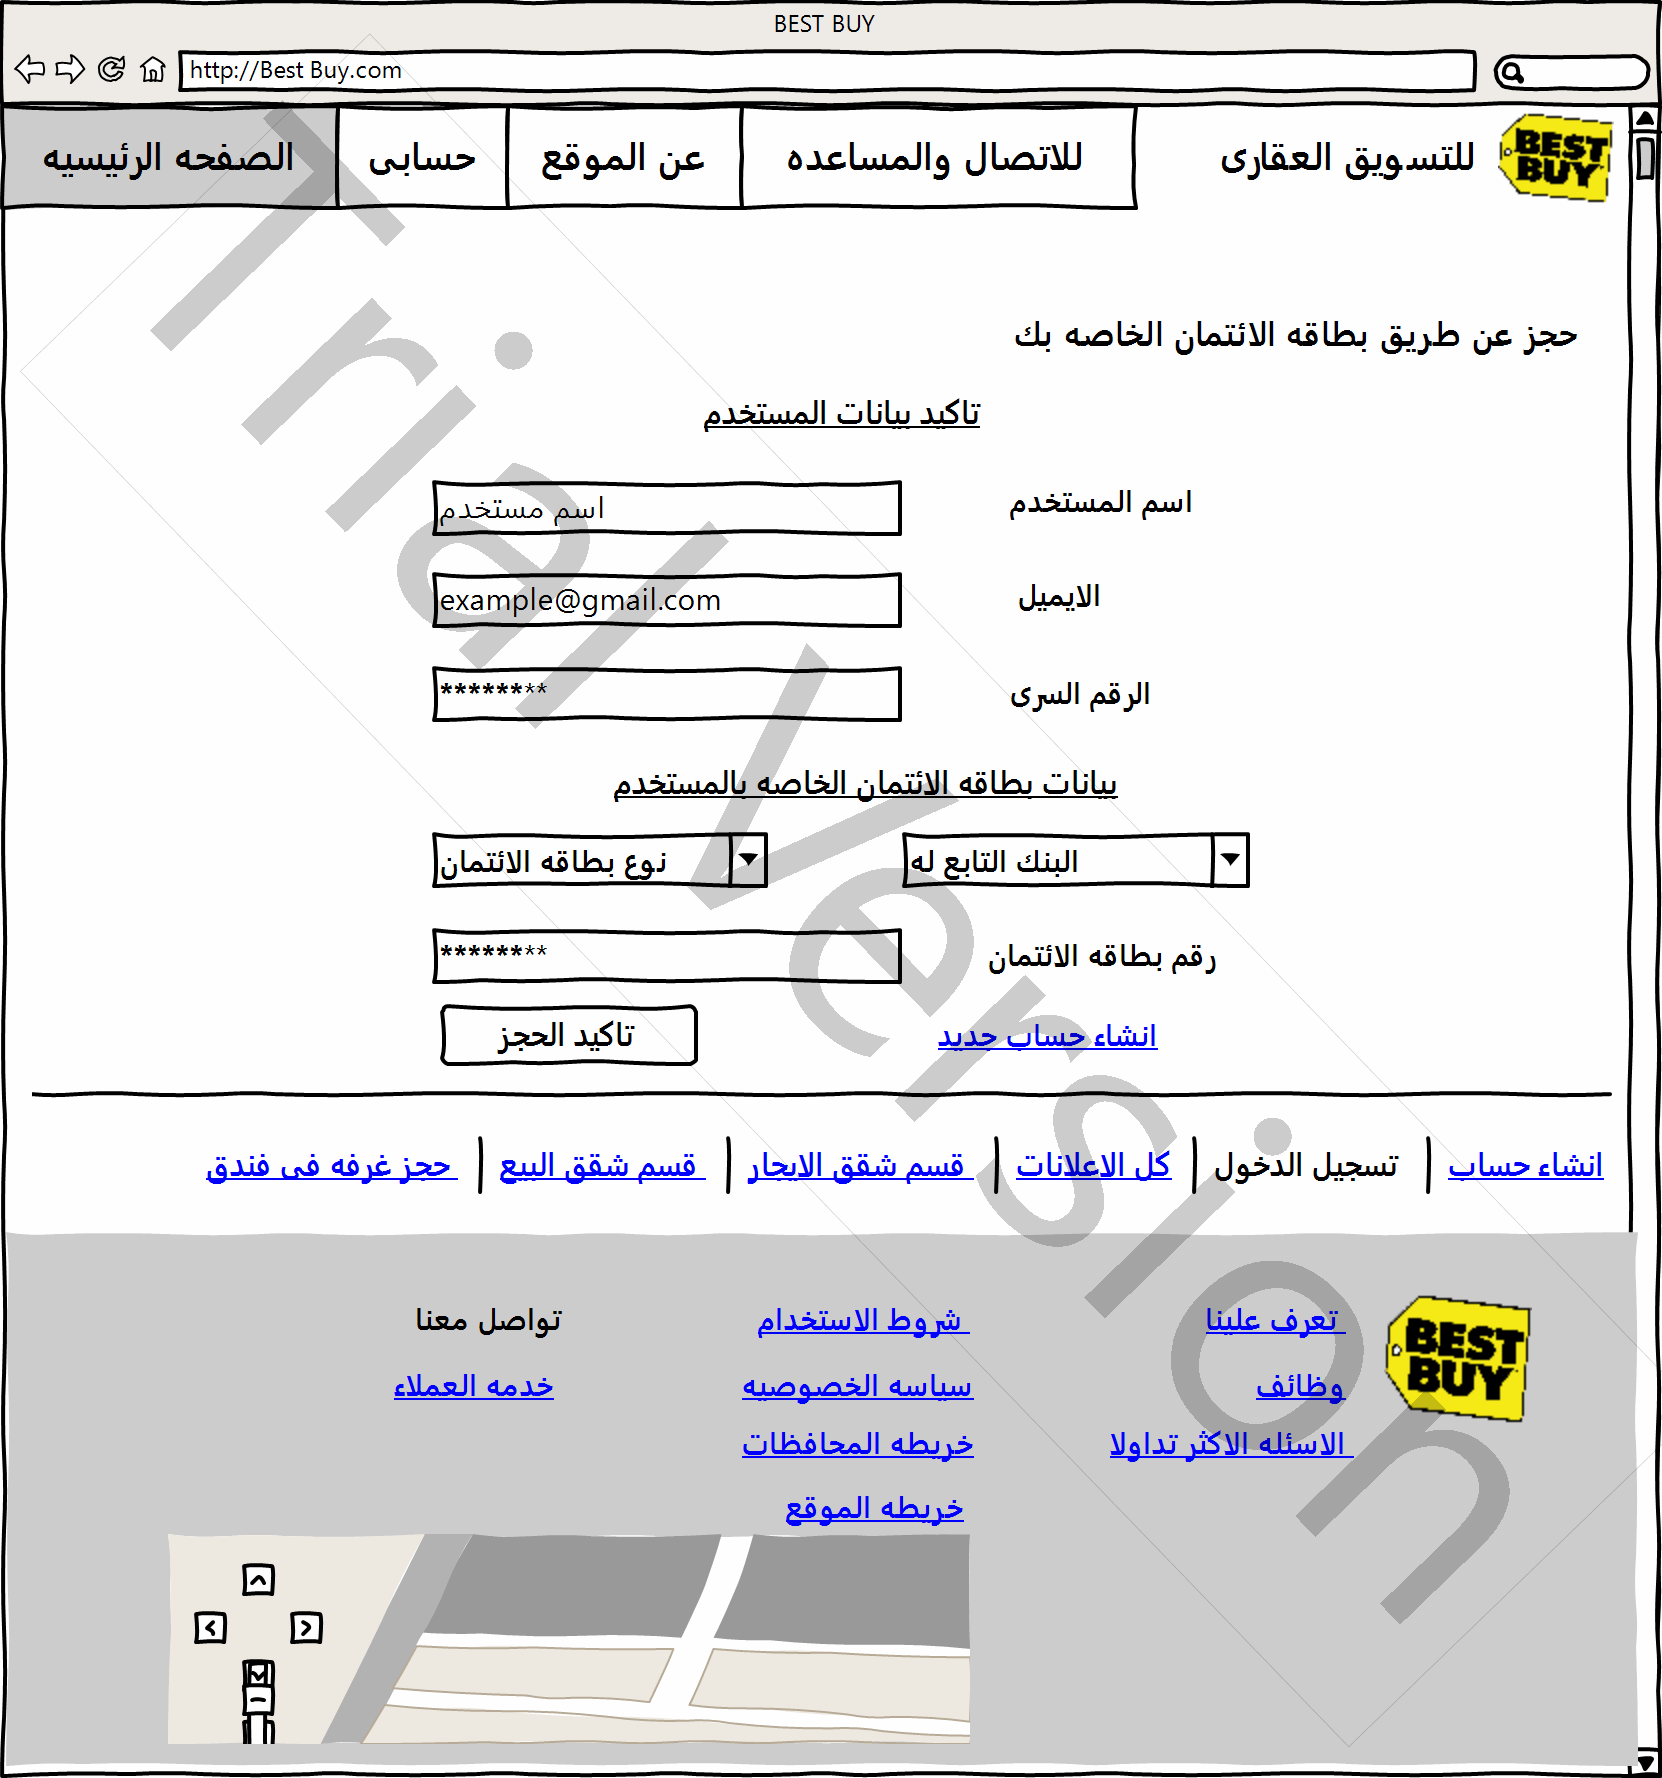 BEST BUY
http://Best Buy.com
BEST BUY
للتسويق العقارى
للاتصال والمساعده
عن الموقع
حسابى
الصفحه الرئيسيه
حجز عن طريق بطاقه الائتمان الخاصه بك
تاكيد بيانات المستخدم
اسم المستخدم
اسم مستخدم
الايميل
example@gmail.com
الرقم السرى
********
بيانات بطاقه الائتمان الخاصه بالمستخدم
البنك التابع له
نوع بطاقه الائتمان
رقم بطاقه الائتمان
********
انشاء حساب جديد
تاكيد الحجز
انشاء حساب
تسجيل الدخول
كل الاعلانات
قسم شقق الايجار
قسم شقق البيع
حجز غرفه فى فندق
BEST BUY
تعرف علينا
شروط الاستخدام
تواصل معنا
وظائف
سياسه الخصوصيه
خدمه العملاء
الاسئله الاكثر تداولا
خريطه المحافظات
خريطه الموقع
Trial Version